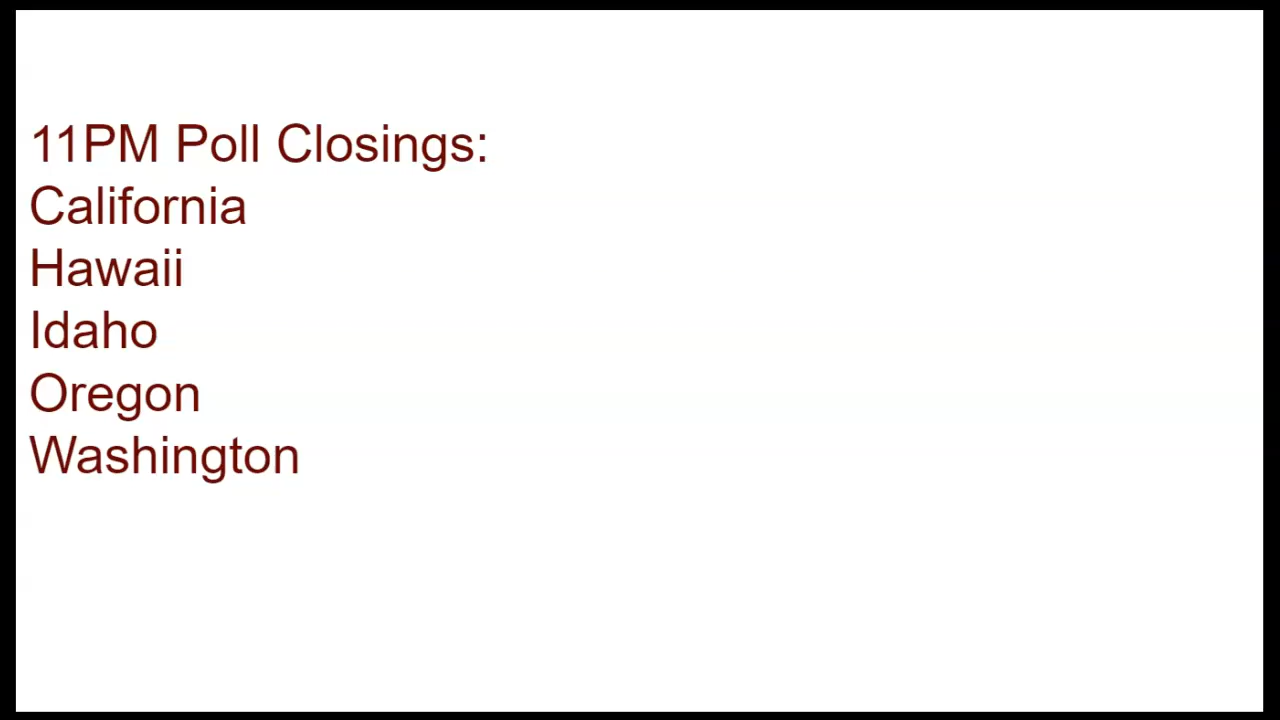 11PM Poll Closings:
California
Hawaii
Idaho
Oregon
Washington